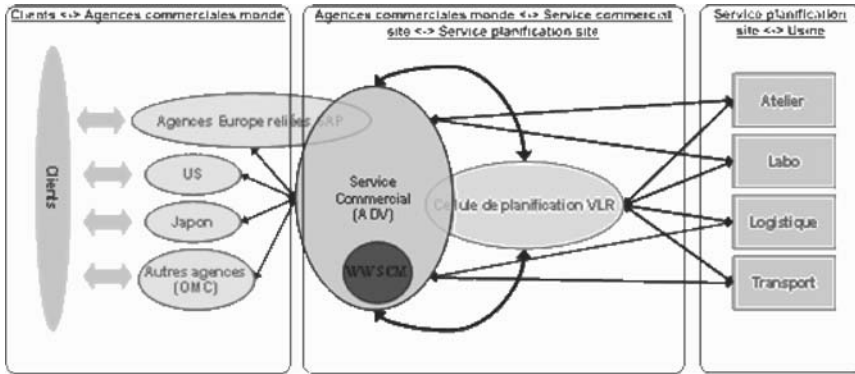 Clients <-> Agences commerciales monde
Agences commerciales monde <-> Service commercial
site <-> Service planification site
Service planification
site <-> Usine
Clients
Agences Europe reliées SAP
US
Japon
Autres agences
(OMC)
Service
Commercial
(ADV)
WWSCM
Cellule de planification VLR
Atelier
Labo
Logistique
Transport